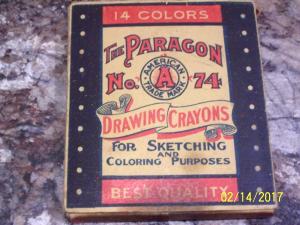 14 COLORS
THE PARAGON
No. 74
AMERICAN
A
TRADE MARK
DRAWING CRAYONS
FOR SKETCHING
AND
COLORING PURPOSES
BEST QUALITY
02/14/2017